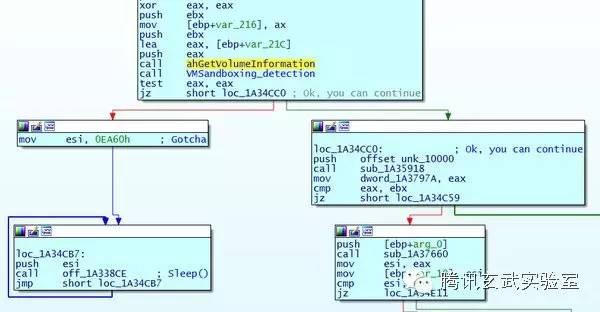 xor     eax, eax
push    ebx
mov     [ebp+var_216], ax
push    ebx
lea     eax, [ebp+var_21C]
push    eax
call    ahGetVolumeInformation
call    VMSandboxing_detection
test    eax, eax
jz      short loc_1A34CC0 ; Ok, you can continue
mov     esi, 0EA60h     ; Gotcha
loc_1A34CB7:
push    esi
call    off_1A338CE     ; Sleep()
jmp     short loc_1A34CB7
loc_1A34CC0:            ; Ok, you can continue
push    offset unk_10000
call    sub_1A35918
mov     dword_1A3797A, eax
cmp     eax, ebx
jz      short loc_1A34C59
push    [ebp+arg_0]
call    sub_1A37660
mov     esi, eax
mov     [ebp+var_
cmp     esi,
jz      loc_1A34E11
腾讯玄武实验室